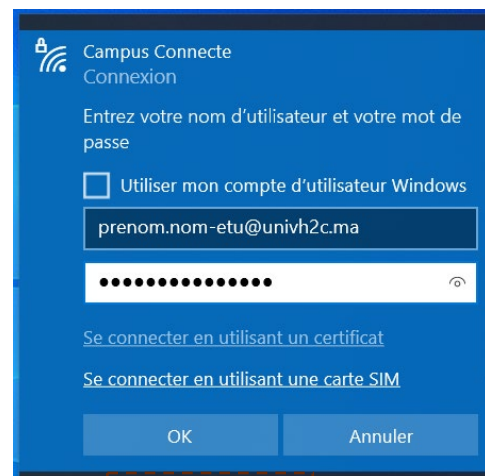 Campus Connecte
Connexion
Entrez votre nom d'utilisateur et votre mot de
passe
Utiliser mon compte d'utilisateur Windows
prenom.nom-etu@univh2c.ma
●●●●●●●●●●●●●●●
Se connecter en utilisant un certificat
Se connecter en utilisant une carte SIM
OK
Annuler